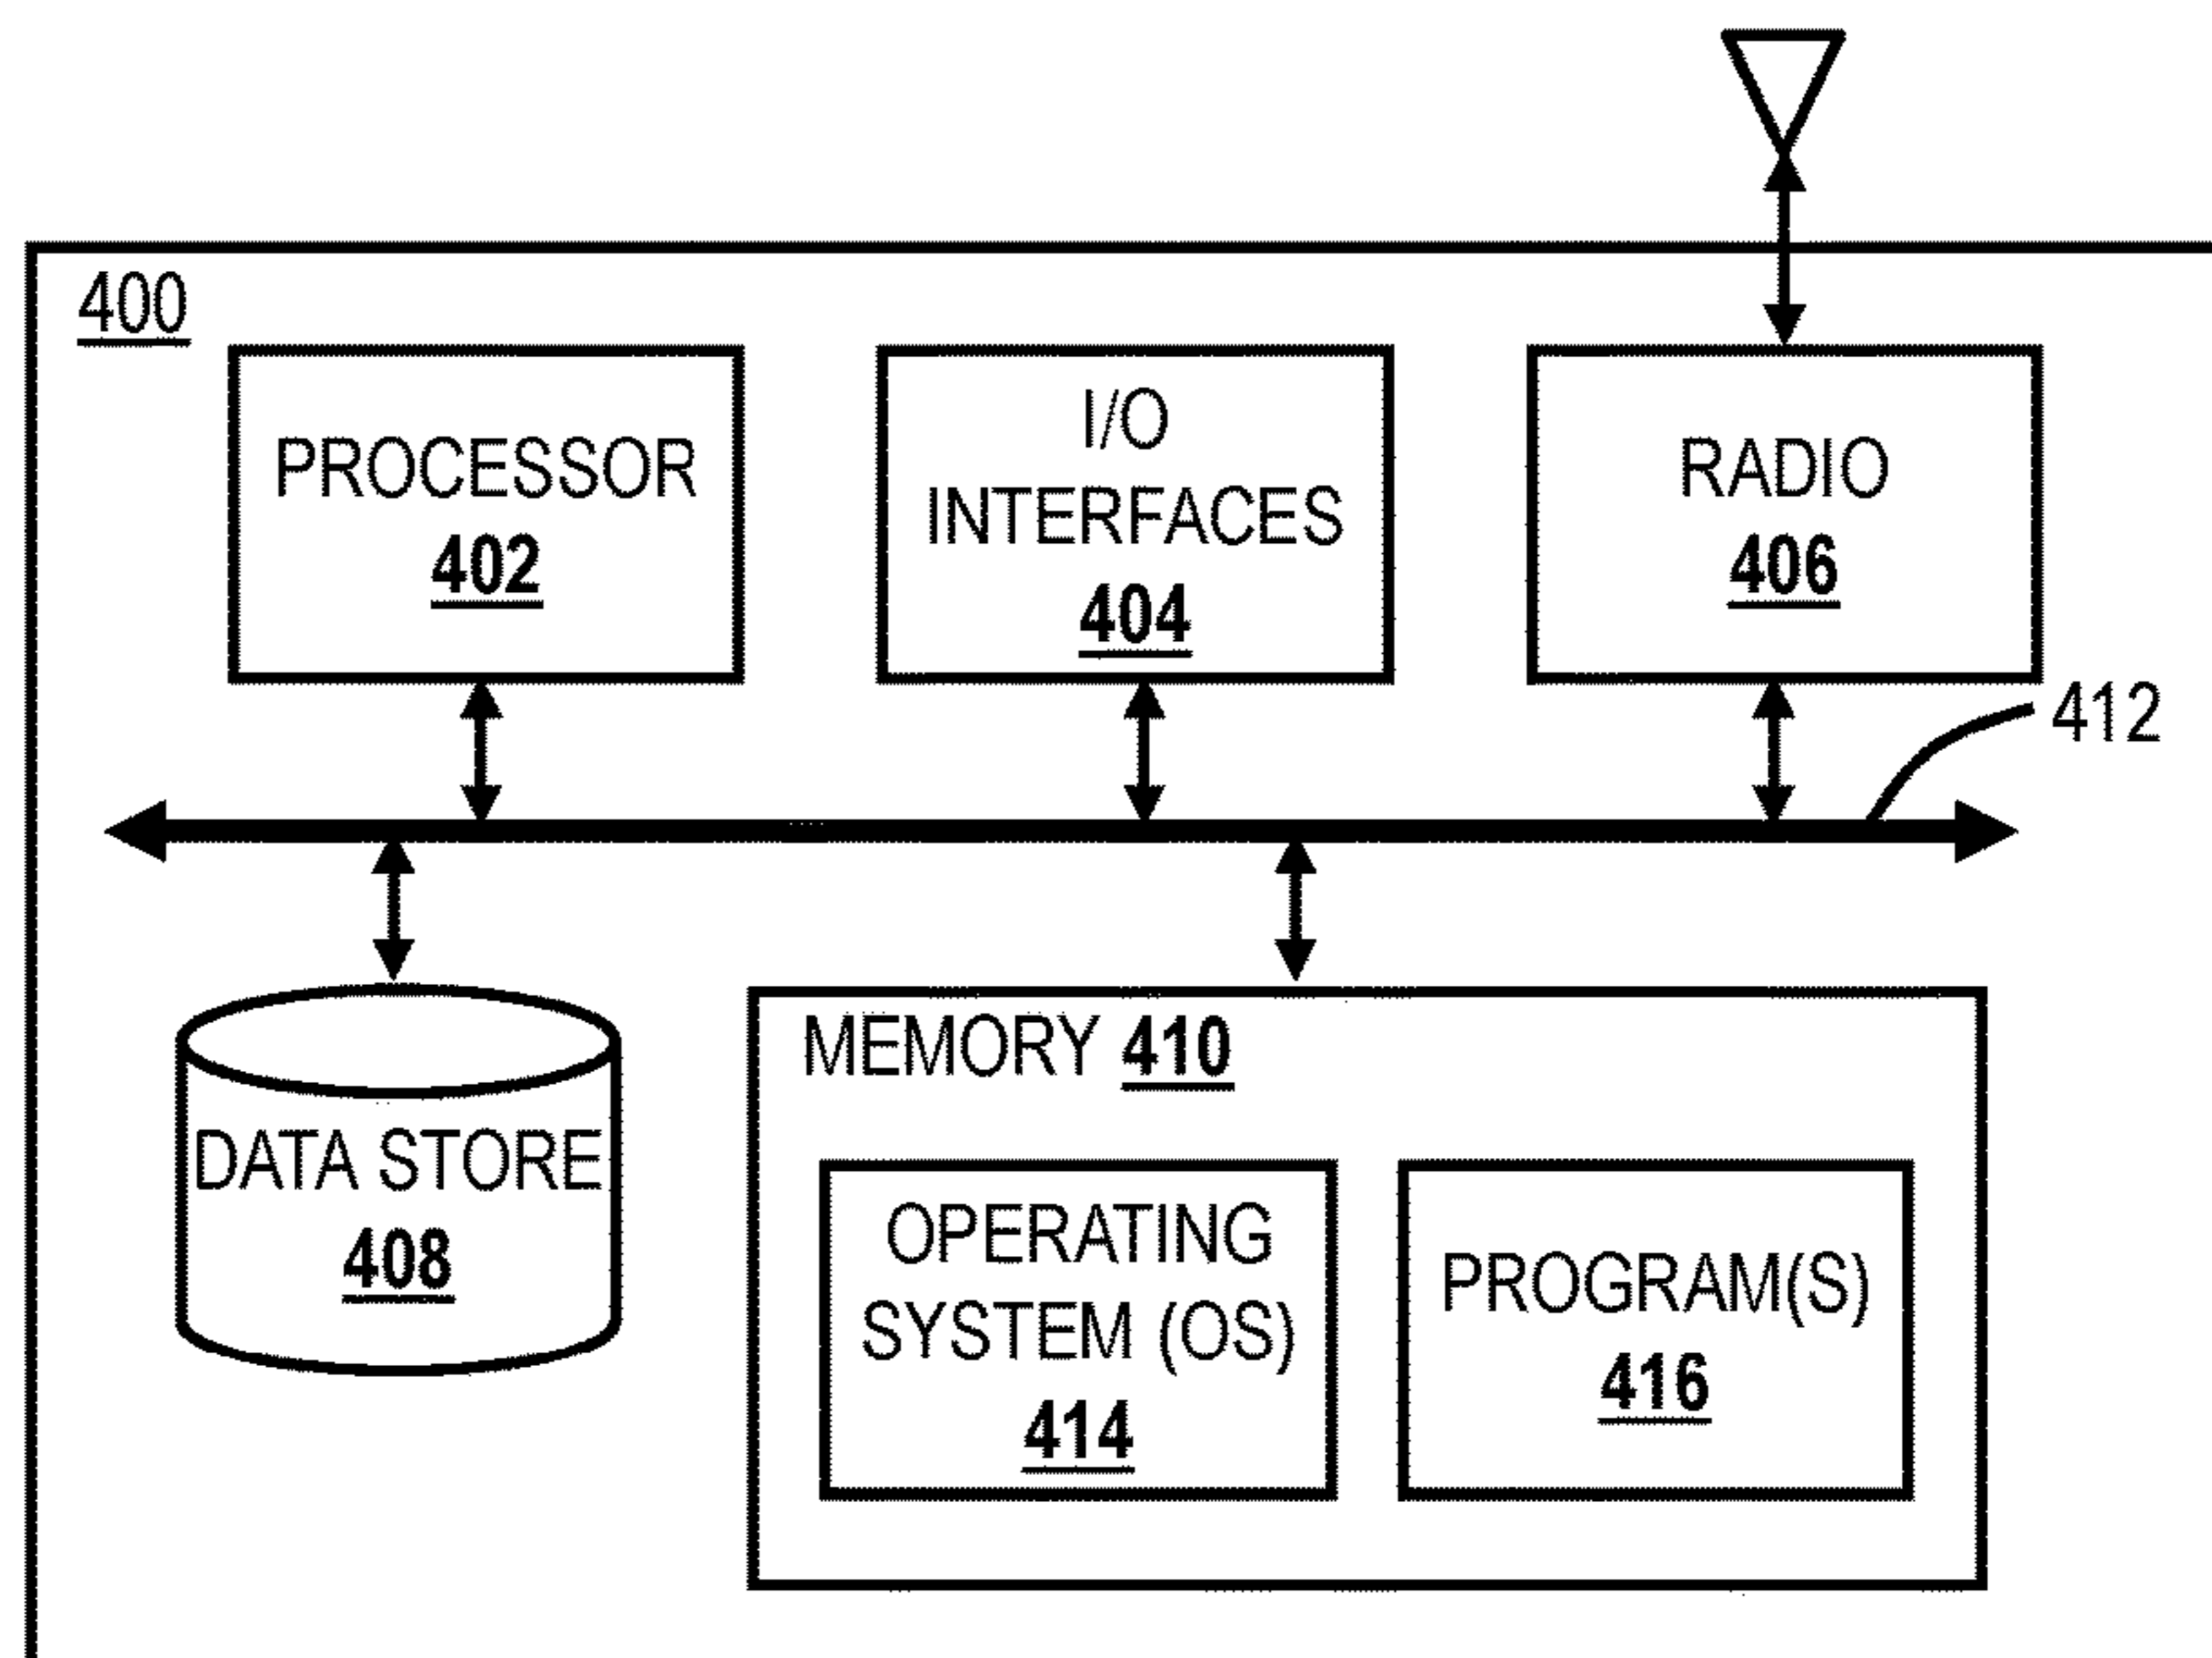 400
PROCESSOR
402
I/O
INTERFACES
404
RADIO
406
412
DATA STORE
408
MEMORY 410
OPERATING
SYSTEM (OS)
414
PROGRAM(S)
416